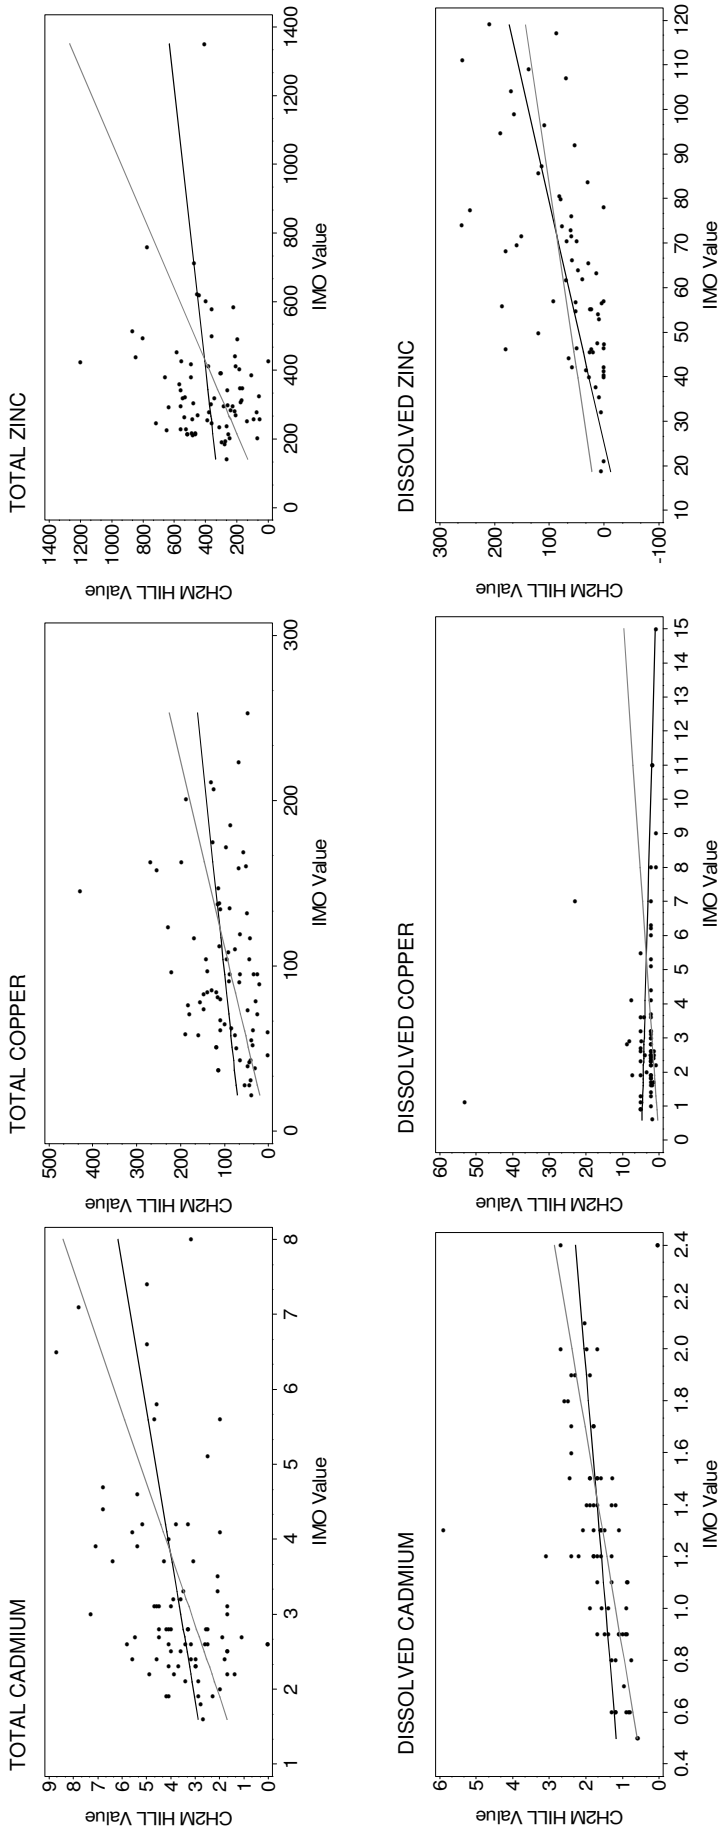 TOTAL CADMIUM
CH2M HILL Value
9
8
7
6
5
4
3
2
1
0
1 2 3 4 5 6 7 8
IMO Value
TOTAL COPPER
CH2M HILL Value
500
400
300
200
100
0
0 100 200 300
IMO Value
TOTAL ZINC
CH2M HILL Value
1400
1200
1000
800
600
400
200
0
0 200 400 600 800 1000 1200 1400
IMO Value
DISSOLVED CADMIUM
CH2M HILL Value
6
5
4
3
2
1
0
0.4 0.6 0.8 1.0 1.2 1.4 1.6 1.8 2.0 2.2 2.4
IMO Value
DISSOLVED COPPER
CH2M HILL Value
60
50
40
30
20
10
0
0 1 2 3 4 5 6 7 8 9 10 11 12 13 14 15
IMO Value
DISSOLVED ZINC
CH2M HILL Value
300
200
100
0
-100
10 20 30 40 50 60 70 80 90 100 110 120
IMO Value